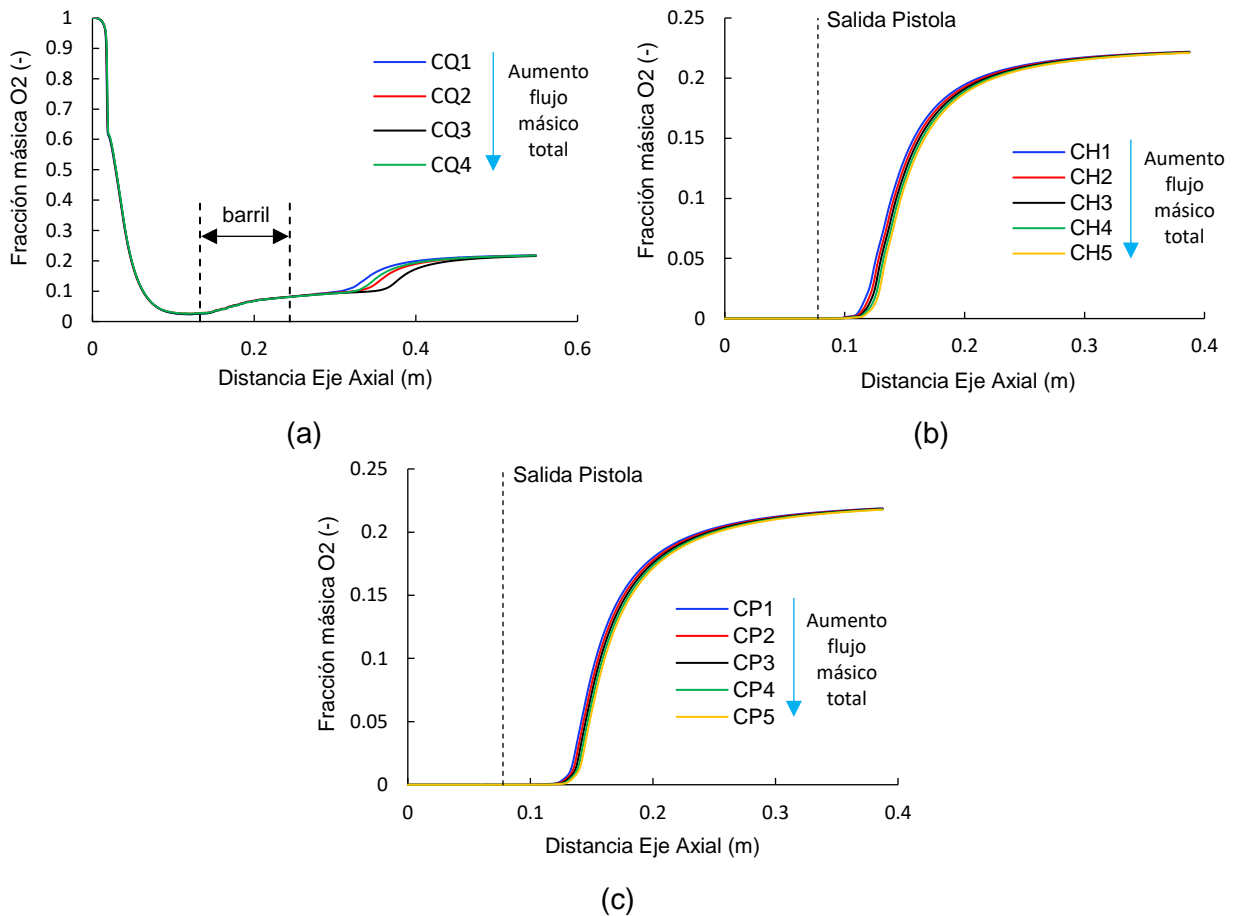 1
0.9
0.8
0.7
0.6
0.5
0.4
0.3
0.2
0.1
0
Fracción másica O2 (-)
0
0.2
0.4
0.6
Distancia Eje Axial (m)
barril
CQ1
CQ2
CQ3
CQ4
Aumento
flujo
másico
total
(a)
Salida Pistola
0.25
0.2
0.15
0.1
0.05
0
Fracción másica O2 (-)
0
0.1
0.2
0.3
0.4
Distancia Eje Axial (m)
CH1
CH2
CH3
CH4
CH5
Aumento
flujo
másico
total
(b)
Salida Pistola
0.25
0.2
0.15
0.1
0.05
0
Fracción másica O2 (-)
0
0.1
0.2
0.3
0.4
Distancia Eje Axial (m)
CP1
CP2
CP3
CP4
CP5
Aumento
flujo
másico
total
(c)